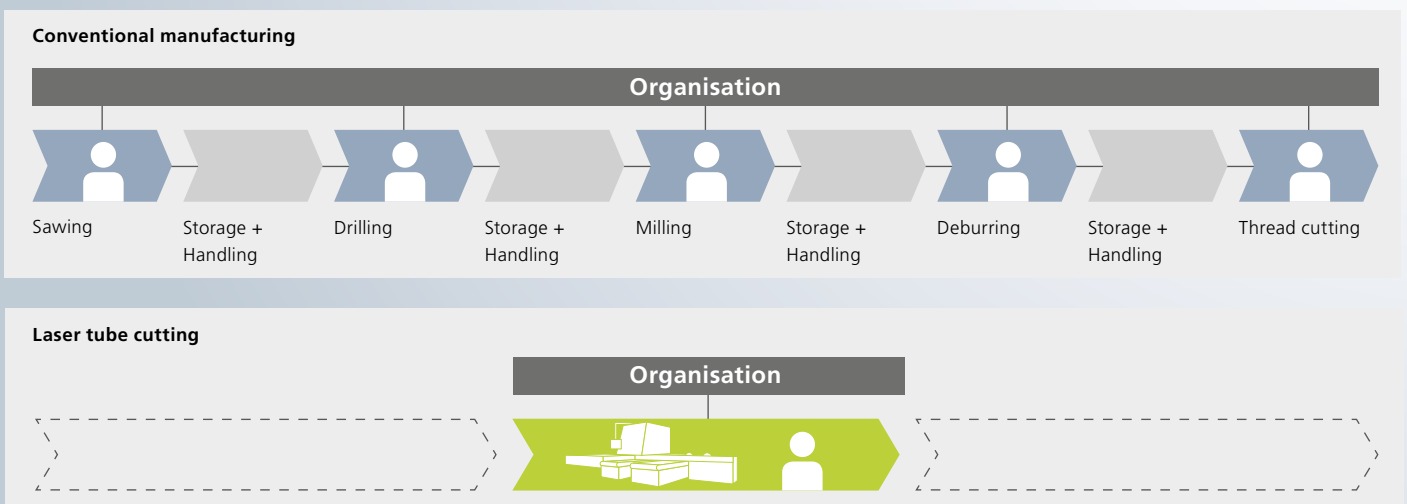 Conventional manufacturing
Organisation
Sawing
Storage +
Handling
Drilling
Storage +
Handling
Milling
Storage +
Handling
Deburring
Storage +
Handling
Thread cutting
Laser tube cutting
Organisation